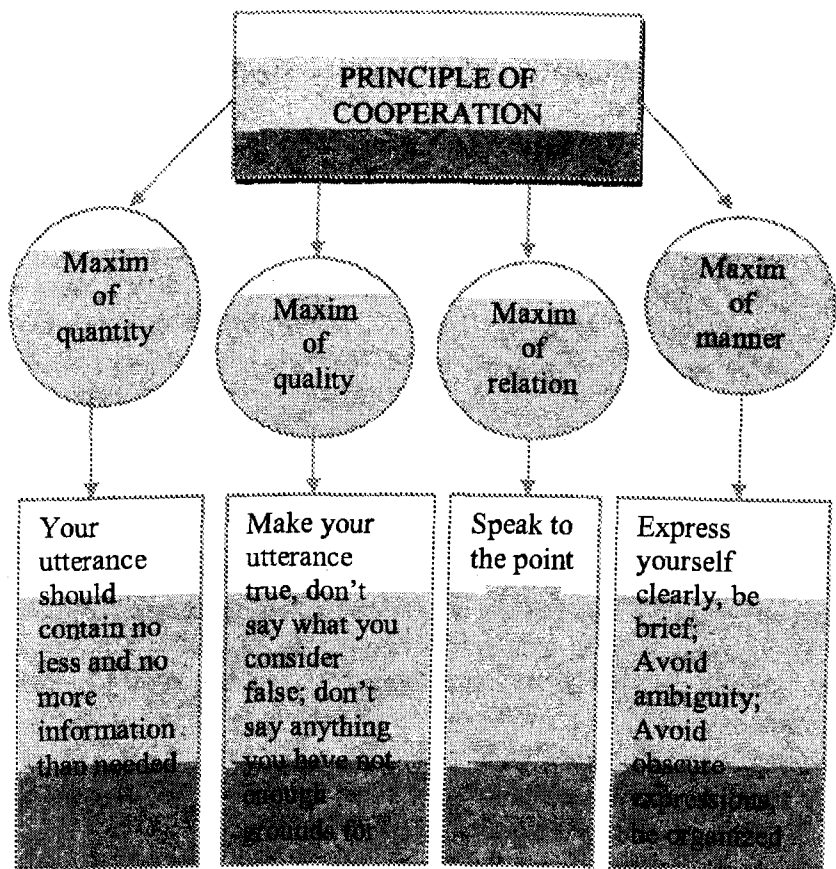 PRINCIPLE OF
COOPERATION
Maxim
of
quantity
Maxim
of
quality
Maxim
of
relation
Maxim
of
manner
Your
utterance
should
contain no
less and no
more
information
than needed
Make your
utterance
true, don't
say what you
consider
false; don't
say anything
you have not
enough
grounds for
Speak to
the point
Express
yourself
clearly, be
brief;
Avoid
ambiguity;
Avoid
obscure
expressions,
be organized